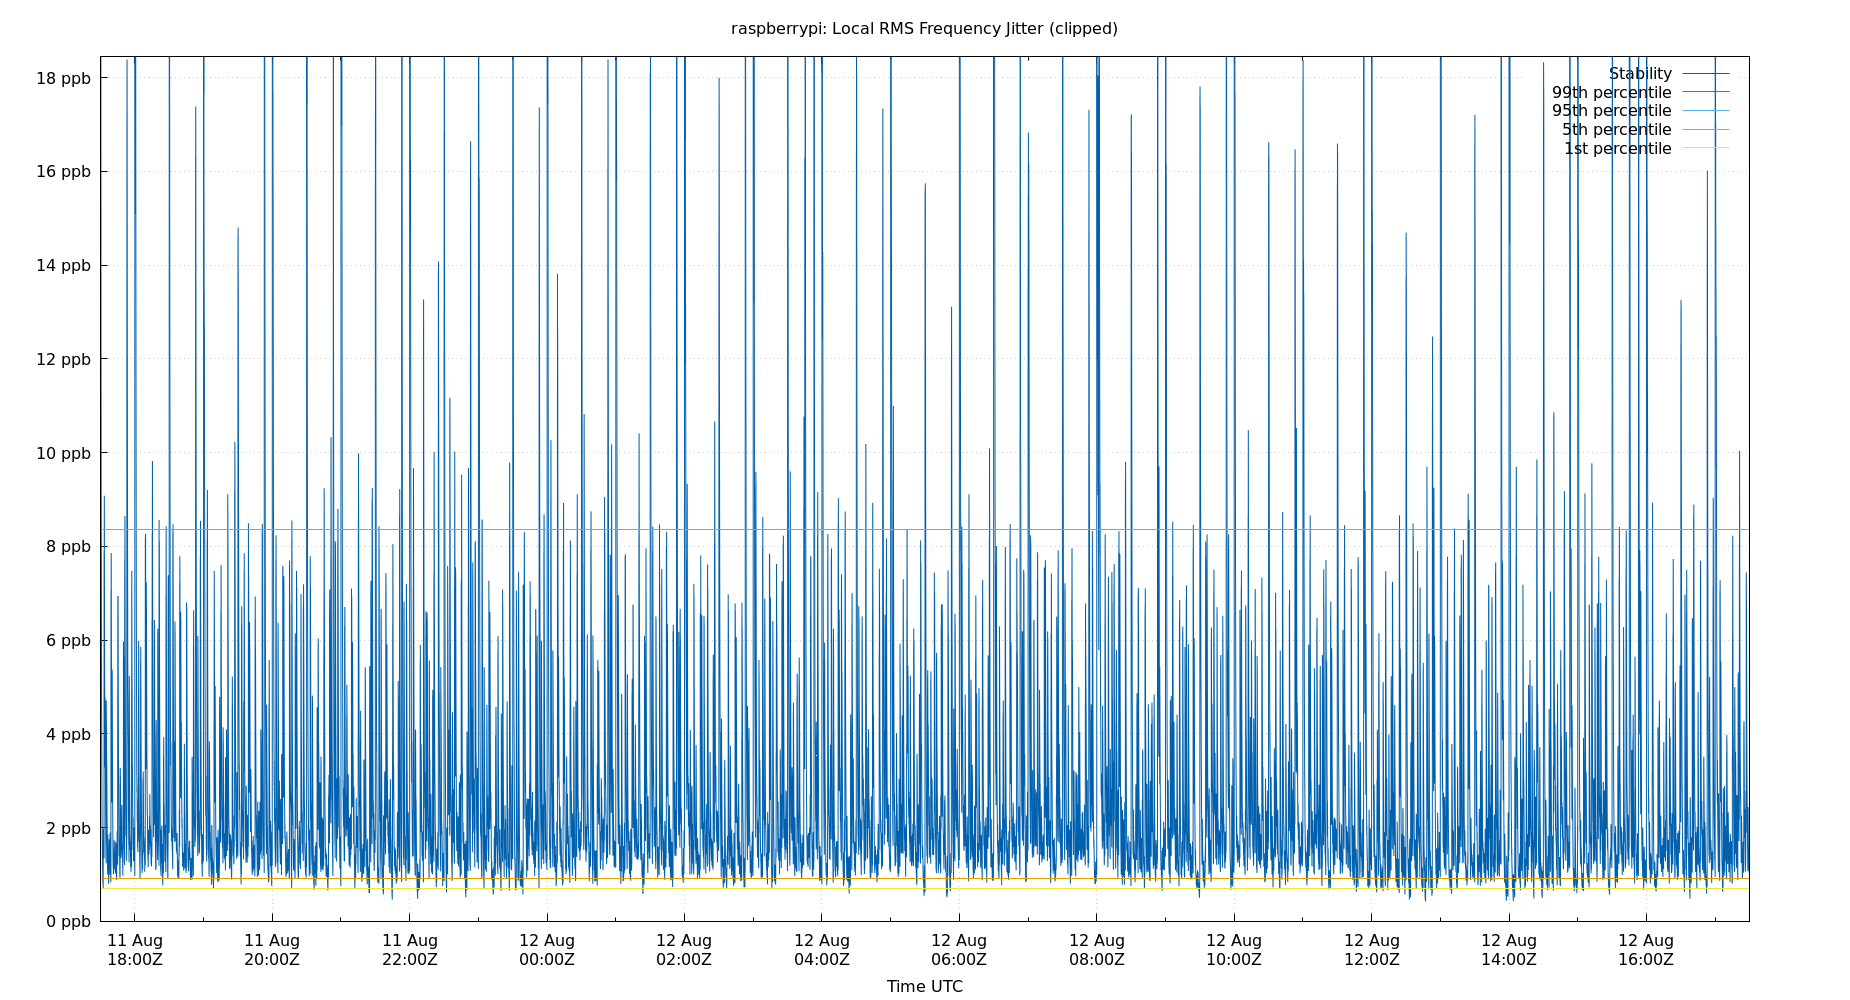 raspberrypi: Local RMS Frequency Jitter (clipped)
18 ppb
16 ppb
14 ppb
12 ppb
10 ppb
8 ppb
6 ppb
4 ppb
2 ppb
0 ppb
Stability
99th percentile
95th percentile
5th percentile
1st percentile
11 Aug 11 Aug 11 Aug 12 Aug 12 Aug 12 Aug 12 Aug 12 Aug 12 Aug 12 Aug 12 Aug 12 Aug
18:00Z 20:00Z 22:00Z 00:00Z 02:00Z 04:00Z 06:00Z 08:00Z 10:00Z 12:00Z 14:00Z 16:00Z
Time UTC